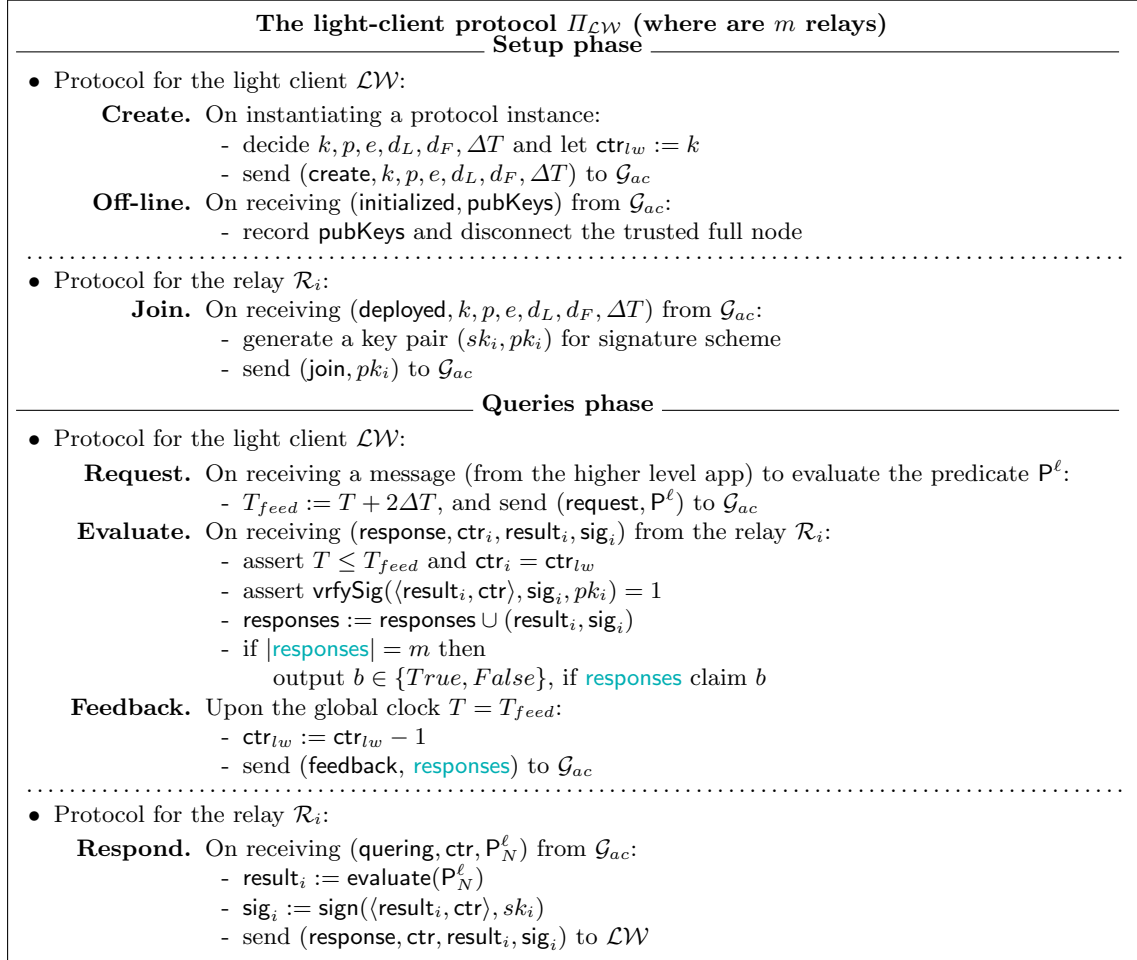 The light-client protocol Π_LW (where are m relays)
Setup phase
• Protocol for the light client LW:
Create. On instantiating a protocol instance:
- decide k, p, e, d_L, d_F, ΔT and let ctr_lw := k
- send (create, k, p, e, d_L, d_F, ΔT) to G_ac
Off-line. On receiving (initialized, pubKeys) from G_ac:
- record pubKeys and disconnect the trusted full node
• Protocol for the relay R_i:
Join. On receiving (deployed, k, p, e, d_L, d_F, ΔT) from G_ac:
- generate a key pair (sk_i, pk_i) for signature scheme
- send (join, pk_i) to G_ac
Queries phase
• Protocol for the light client LW:
Request. On receiving a message (from the higher level app) to evaluate the predicate P^ℓ:
- T_feed := T + 2ΔT, and send (request, P^ℓ) to G_ac
Evaluate. On receiving (response, ctr_i, result_i, sig_i) from the relay R_i:
- assert T ≤ T_feed and ctr_i = ctr_lw
- assert vrfySig(⟨result_i, ctr⟩, sig_i, pk_i) = 1
- responses := responses ∪ (result_i, sig_i)
- if |responses| = m then
output b ∈ {True, False}, if responses claim b
Feedback. Upon the global clock T = T_feed:
- ctr_lw := ctr_lw − 1
- send (feedback, responses) to G_ac
• Protocol for the relay R_i:
Respond. On receiving (quering, ctr, P^ℓ_N) from G_ac:
- result_i := evaluate(P^ℓ_N)
- sig_i := sign(⟨result_i, ctr⟩, sk_i)
- send (response, ctr, result_i, sig_i) to LW